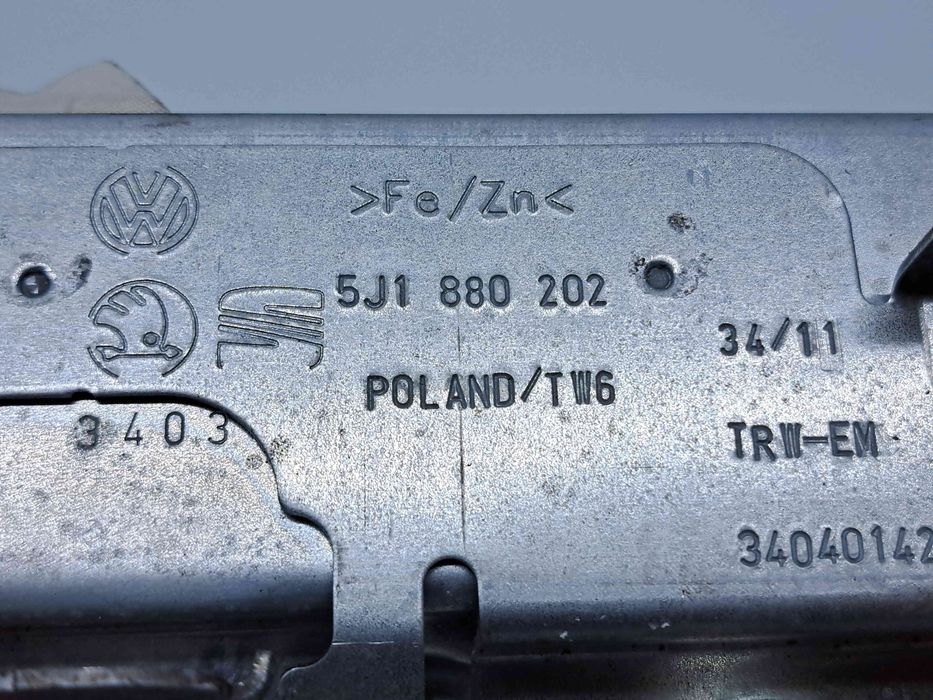 >Fe/Zn<
5J1 880 202
34/11
POLAND/TW6
3403
TRW-EM
34040142